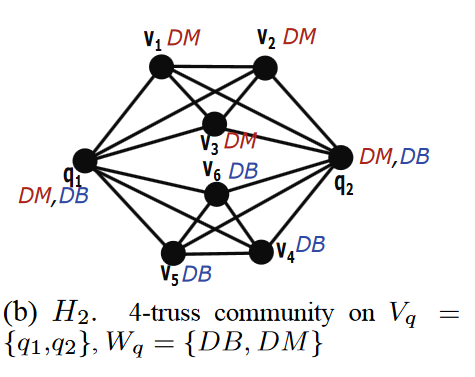 v1 DM
v2 DM
v3 DM
v6 DB
q1
DM,DB
DM,DB
q2
v4 DB
v5 DB
(b) H2. 4-truss community on Vq =
{q1,q2}, Wq = {DB, DM}